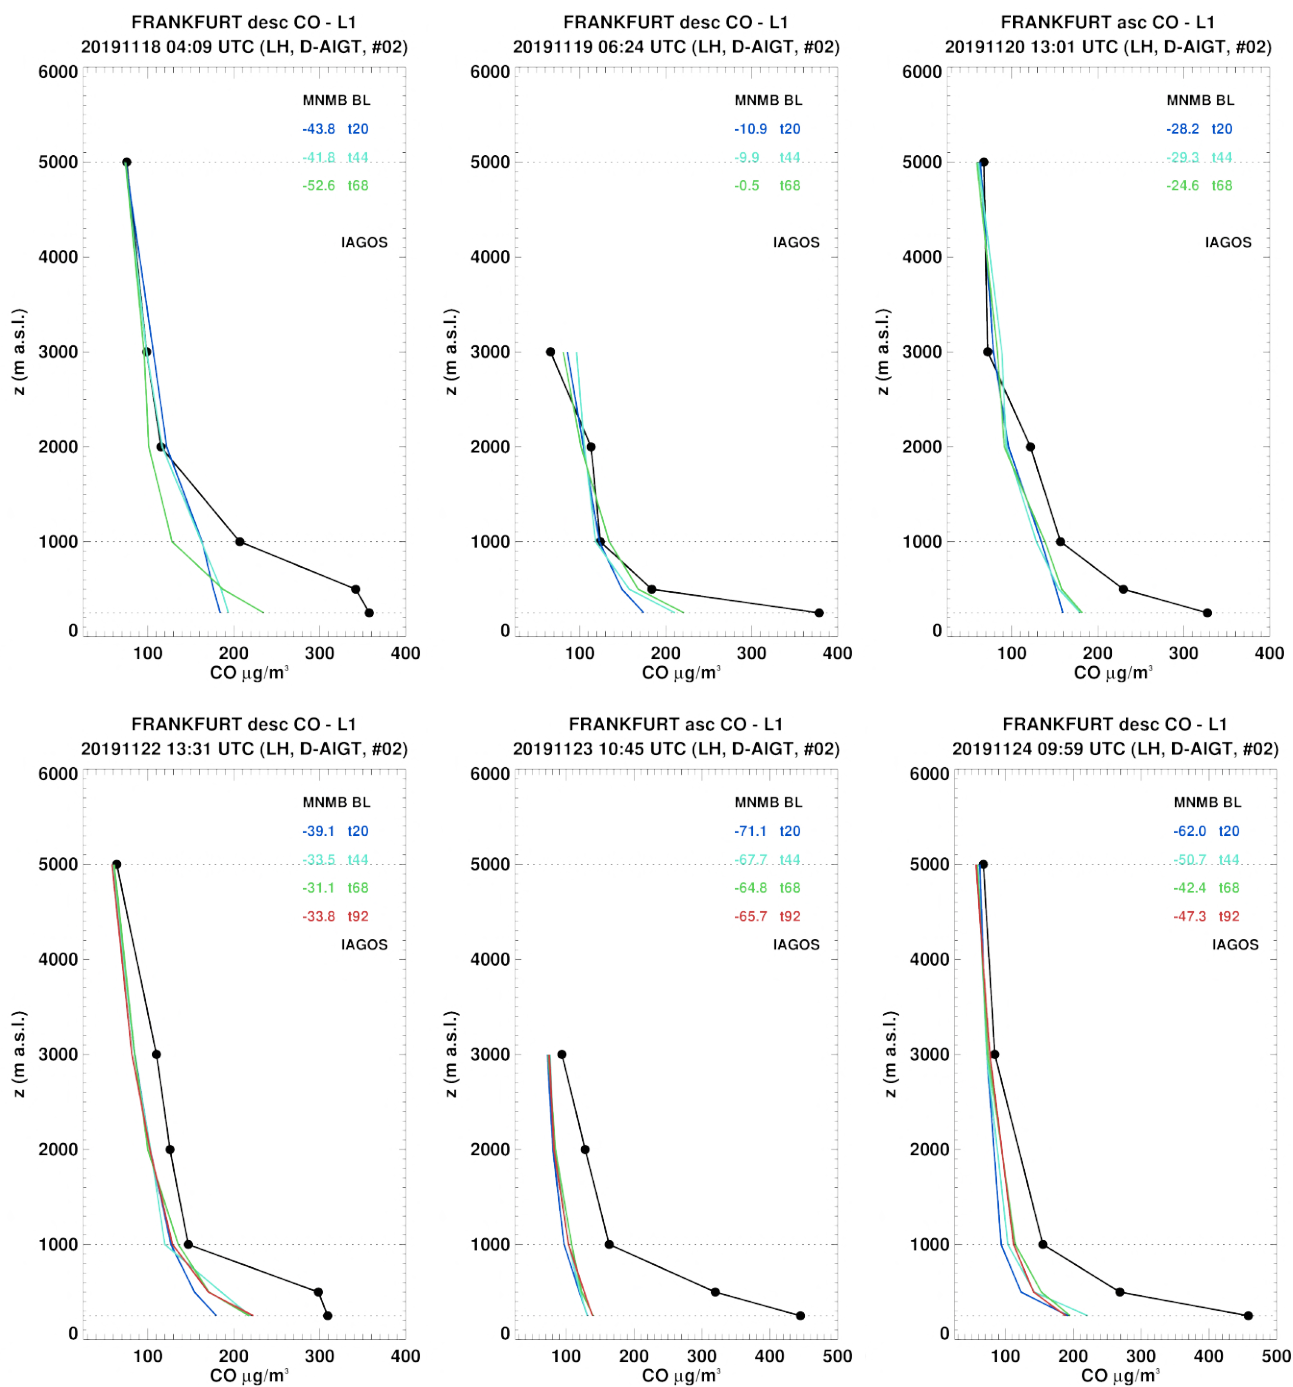 FRANKFURT desc CO - L1
20191118 04:09 UTC (LH, D-AIGT, #02)
6000
5000
4000
3000
2000
1000
0
z (m a.s.l.)
MNMB BL
-43.8 t20
-41.8 t44
-52.6 t68
IAGOS
100 200 300 400
CO µg/m³
FRANKFURT desc CO - L1
20191119 06:24 UTC (LH, D-AIGT, #02)
6000
5000
4000
3000
2000
1000
0
z (m a.s.l.)
MNMB BL
-10.9 t20
-9.9 t44
-0.5 t68
IAGOS
100 200 300 400
CO µg/m³
FRANKFURT asc CO - L1
20191120 13:01 UTC (LH, D-AIGT, #02)
6000
5000
4000
3000
2000
1000
0
z (m a.s.l.)
MNMB BL
-28.2 t20
-29.3 t44
-24.6 t68
IAGOS
100 200 300 400
CO µg/m³
FRANKFURT desc CO - L1
20191122 13:31 UTC (LH, D-AIGT, #02)
6000
5000
4000
3000
2000
1000
0
z (m a.s.l.)
MNMB BL
-39.1 t20
-33.5 t44
-31.1 t68
-33.8 t92
IAGOS
100 200 300 400
CO µg/m³
FRANKFURT asc CO - L1
20191123 10:45 UTC (LH, D-AIGT, #02)
6000
5000
4000
3000
2000
1000
0
z (m a.s.l.)
MNMB BL
-71.1 t20
-67.7 t44
-64.8 t68
-65.7 t92
IAGOS
100 200 300 400 500
CO µg/m³
FRANKFURT desc CO - L1
20191124 09:59 UTC (LH, D-AIGT, #02)
6000
5000
4000
3000
2000
1000
0
z (m a.s.l.)
MNMB BL
-62.0 t20
-50.7 t44
-42.4 t68
-47.3 t92
IAGOS
100 200 300 400 500
CO µg/m³